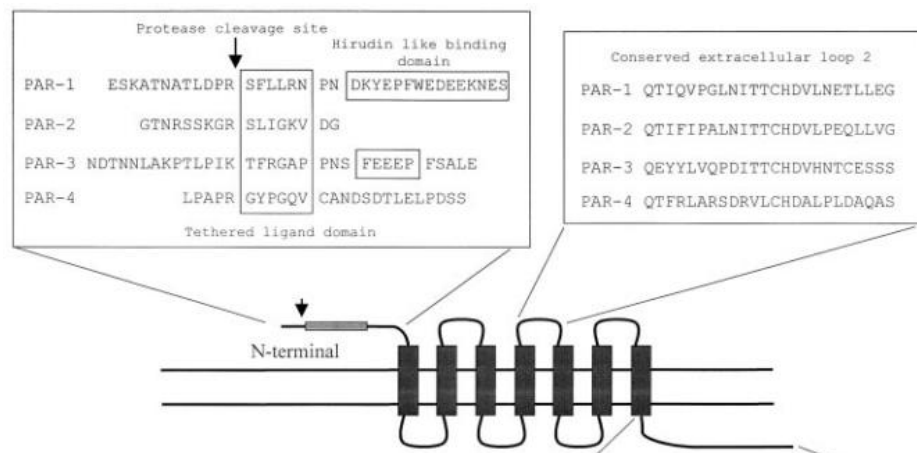 Protease cleavage site
Hirudin like binding
domain
PAR-1 ESKATNATLDPR SFLLRN PN DKYEPFWEDEEKNES
PAR-2 GTNRSSKGR SLIGKV DG
PAR-3 NDTNNLAKPTLPIK TFRGAP PNS FEEEP FSALE
PAR-4 LPAPR GYPGQV CANDSDTLELPDSS
Tethered ligand domain
Conserved extracellular loop 2
PAR-1 QTIQVPGLNITTCHDVLNETLLEG
PAR-2 QTIFIPALNITTCHDVLPEQLLVG
PAR-3 QEYYLVQPDITTCHDVHNTCESSS
PAR-4 QTFRLARSDRVLCHDALPLDAQAS
N-terminal